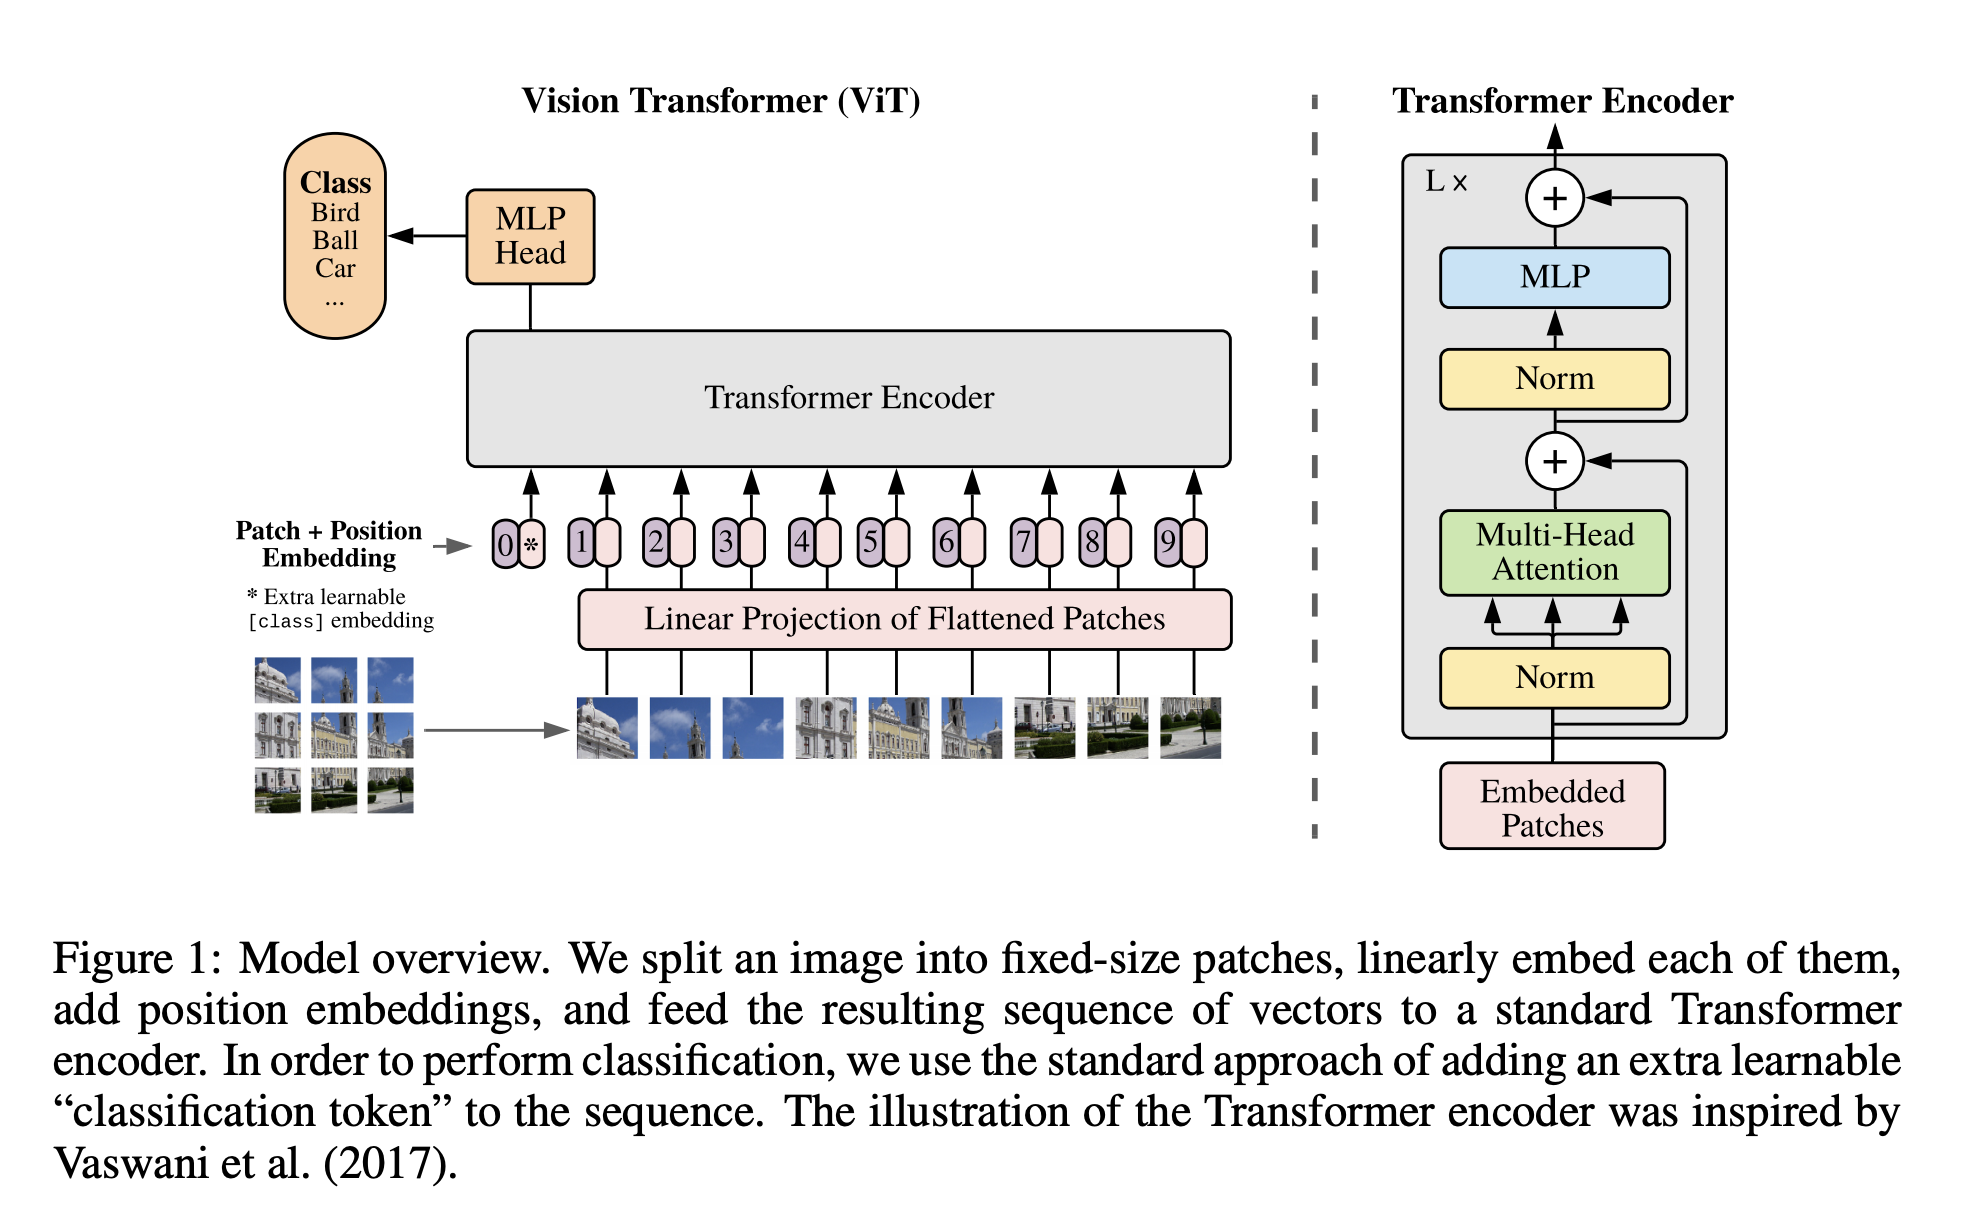 Vision Transformer (ViT)
Class
Bird
Ball
Car
...
MLP
Head
Transformer Encoder
Patch + Position
Embedding
* Extra learnable
[class] embedding
0 * 1 2 3 4 5 6 7 8 9
Linear Projection of Flattened Patches
Transformer Encoder
L ×
+
MLP
Norm
+
Multi-Head
Attention
Norm
Embedded
Patches
Figure 1: Model overview. We split an image into fixed-size patches, linearly embed each of them,
add position embeddings, and feed the resulting sequence of vectors to a standard Transformer
encoder. In order to perform classification, we use the standard approach of adding an extra learnable
“classification token” to the sequence. The illustration of the Transformer encoder was inspired by
Vaswani et al. (2017).